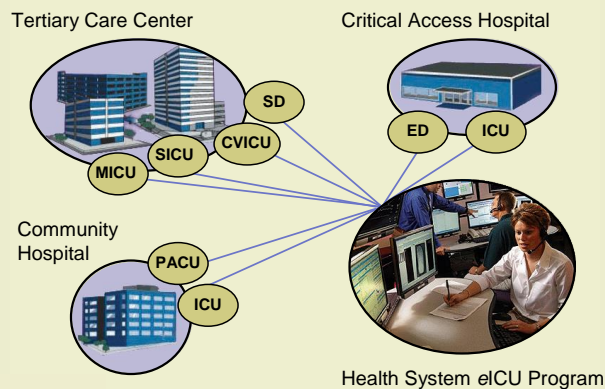 Tertiary Care Center
Critical Access Hospital
SD
CVICU
SICU
MICU
ED
ICU
Community
Hospital
PACU
ICU
Health System eICU Program